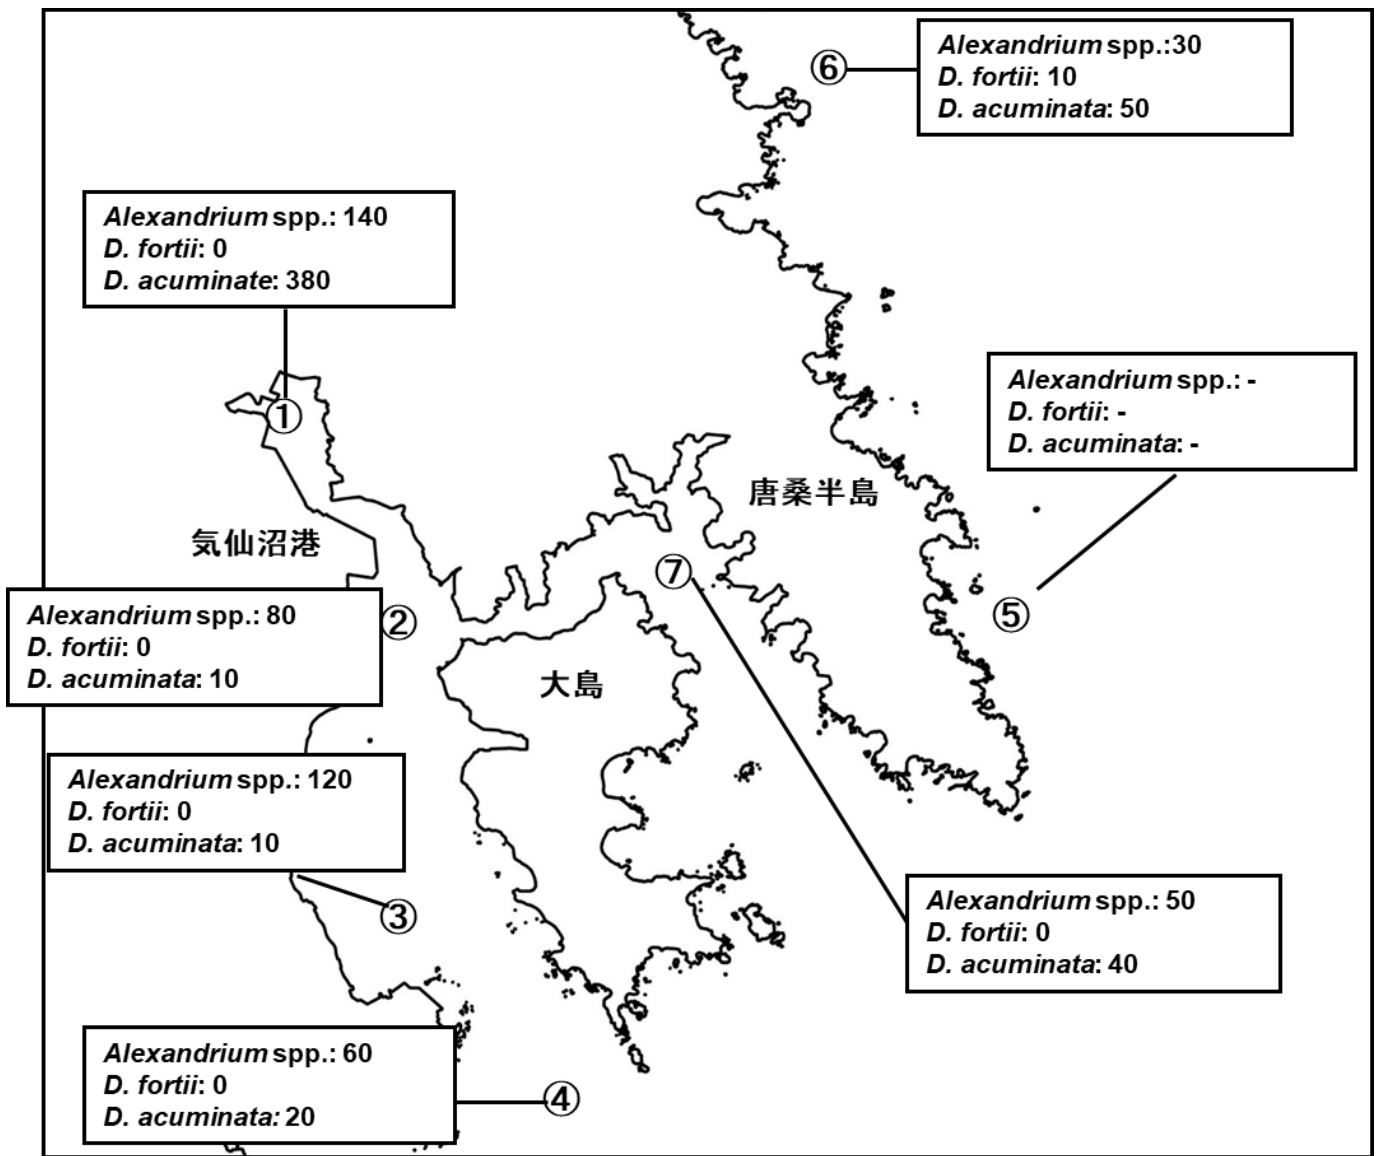 ⑥
Alexandrium spp.:30
D. fortii: 10
D. acuminata: 50
Alexandrium spp.: 140
D. fortii: 0
D. acuminate: 380
①
Alexandrium spp.: -
D. fortii: -
D. acuminata: -
唐桑半島
気仙沼港
⑦
⑤
Alexandrium spp.: 80
D. fortii: 0
D. acuminata: 10
②
大島
Alexandrium spp.: 120
D. fortii: 0
D. acuminata: 10
③
Alexandrium spp.: 50
D. fortii: 0
D. acuminata: 40
Alexandrium spp.: 60
D. fortii: 0
D. acuminata: 20
④